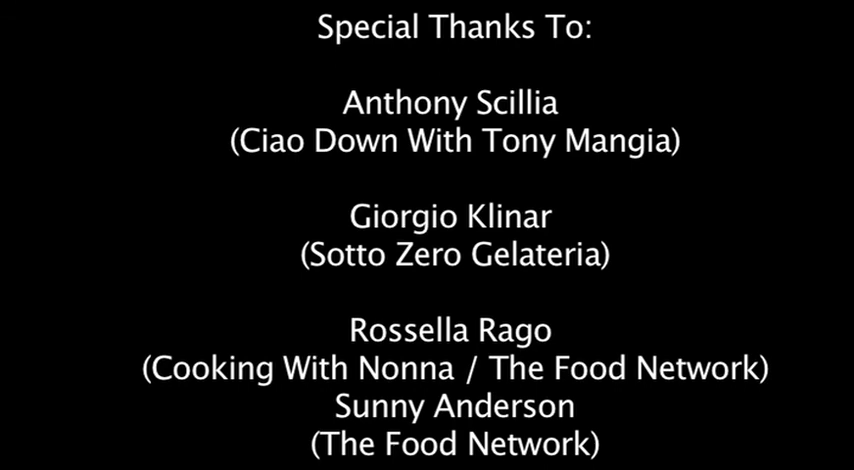 Special Thanks To:
Anthony Scillia
(Ciao Down With Tony Mangia)
Giorgio Klinar
(Sotto Zero Gelateria)
Rossella Rago
(Cooking With Nonna / The Food Network)
Sunny Anderson
(The Food Network)